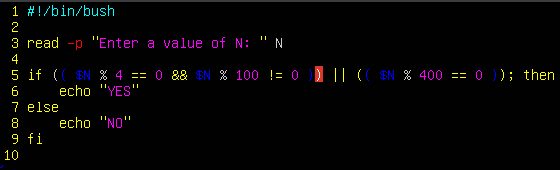 1 #!/bin/bush
2
3 read -p "Enter a value of N: " N
4
5 if (( $N % 4 == 0 && $N % 100 != 0 )) || (( $N % 400 == 0 )); then
6     echo "YES"
7 else
8     echo "NO"
9 fi
10